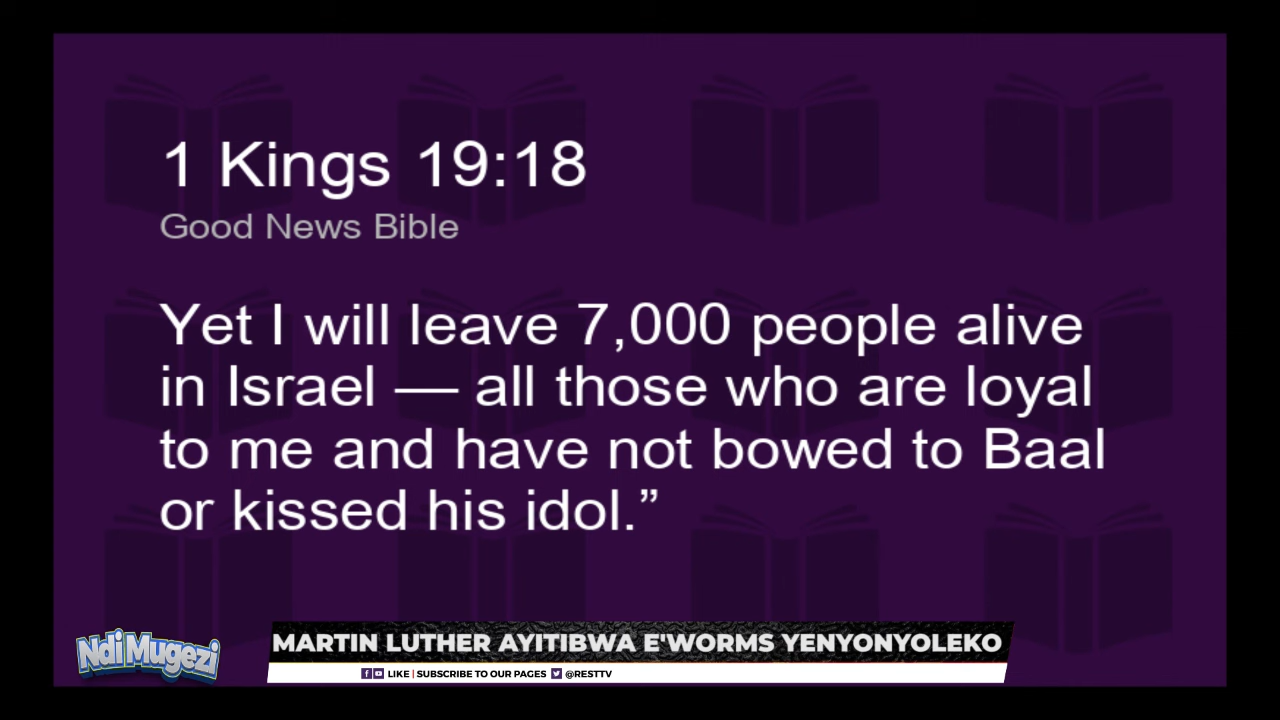 1 Kings 19:18
Good News Bible
Yet I will leave 7,000 people alive
in Israel — all those who are loyal
to me and have not bowed to Baal
or kissed his idol.”
Ndi Mugezi
MARTIN LUTHER AYITIBWA E'WORMS YENYONYOLEKO
LIKE | SUBSCRIBE TO OUR PAGES @RESTTV